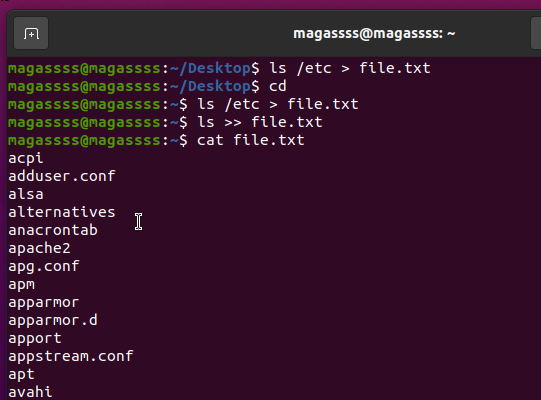 magassss@magassss: ~
magassss@magassss:~/Desktop$ ls /etc > file.txt
magassss@magassss:~/Desktop$ cd
magassss@magassss:~$ ls /etc > file.txt
magassss@magassss:~$ ls >> file.txt
magassss@magassss:~$ cat file.txt
acpi
adduser.conf
alsa
alternatives
anacrontab
apache2
apg.conf
apm
apparmor
apparmor.d
apport
appstream.conf
apt
avahi